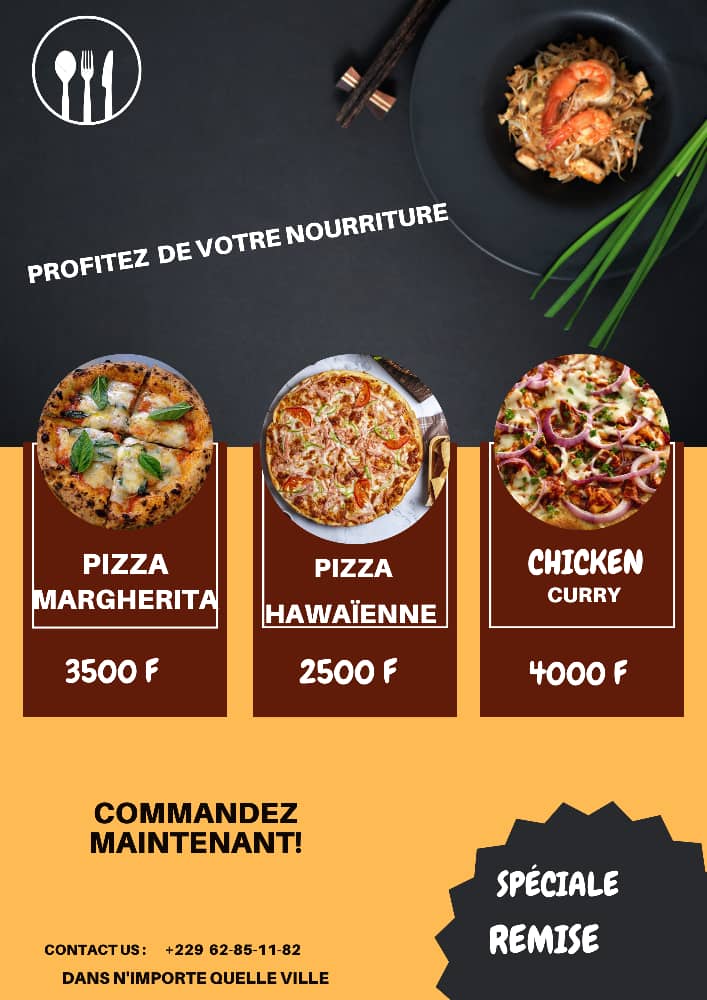 PROFITEZ DE VOTRE NOURRITURE
PIZZA
MARGHERITA
3500 F
PIZZA
HAWAÏENNE
2500 F
CHICKEN
CURRY
4000 F
COMMANDEZ
MAINTENANT!
SPÉCIALE
REMISE
CONTACT US : +229 62-85-11-82
DANS N'IMPORTE QUELLE VILLE